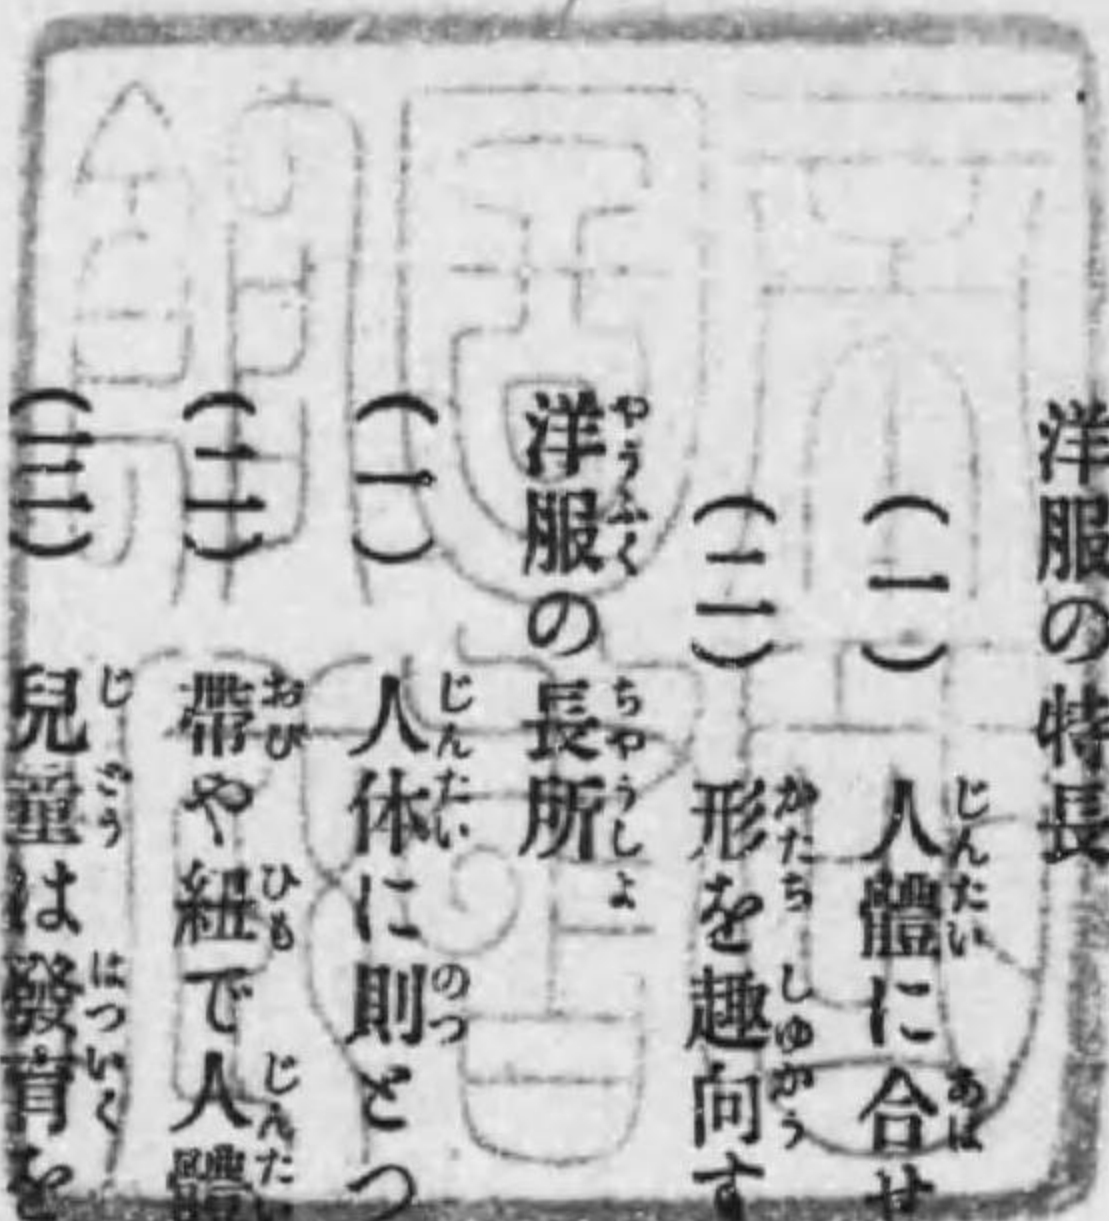 洋服の特長
(一) 人體に合せ
(二) 形を趣向す
洋服の長所
(一) 人体に則とつ
(二) 帶や紐で人體
(三) 兒童は發育を